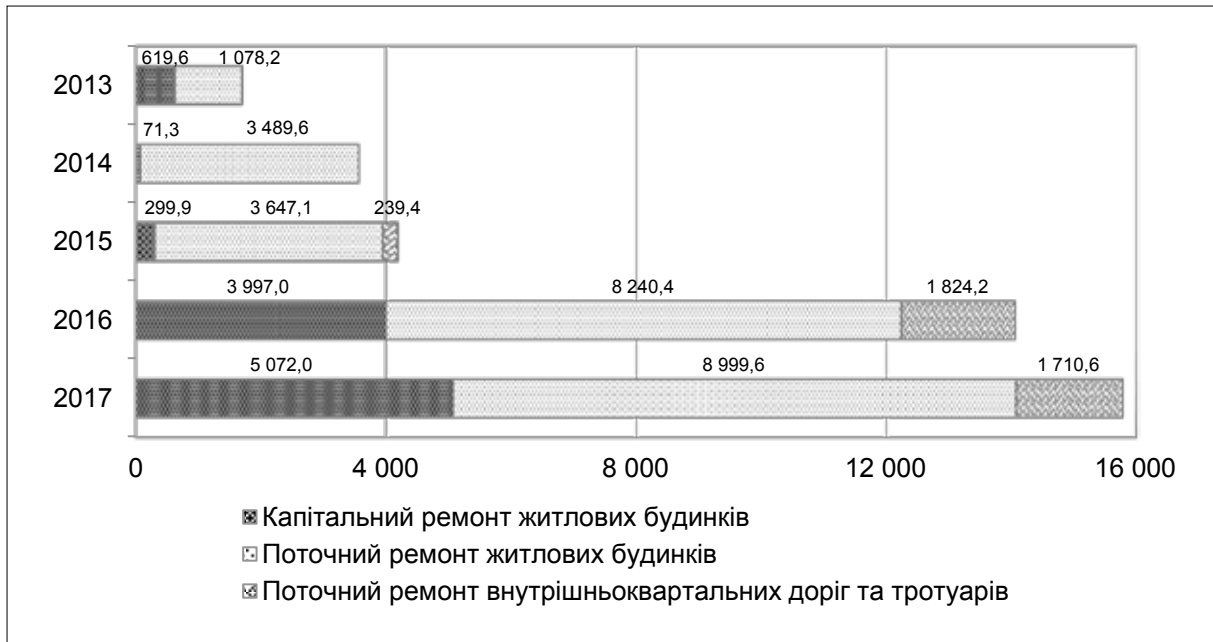 619,6 1 078,2
2013
71,3 3 489,6
2014
299,9 3 647,1 239,4
2015
3 997,0 8 240,4 1 824,2
2016
5 072,0 8 999,6 1 710,6
2017
0 4 000 8 000 12 000 16 000
Капітальний ремонт житлових будинків
Поточний ремонт житлових будинків
Поточний ремонт внутрішньоквартальних доріг та тротуарів